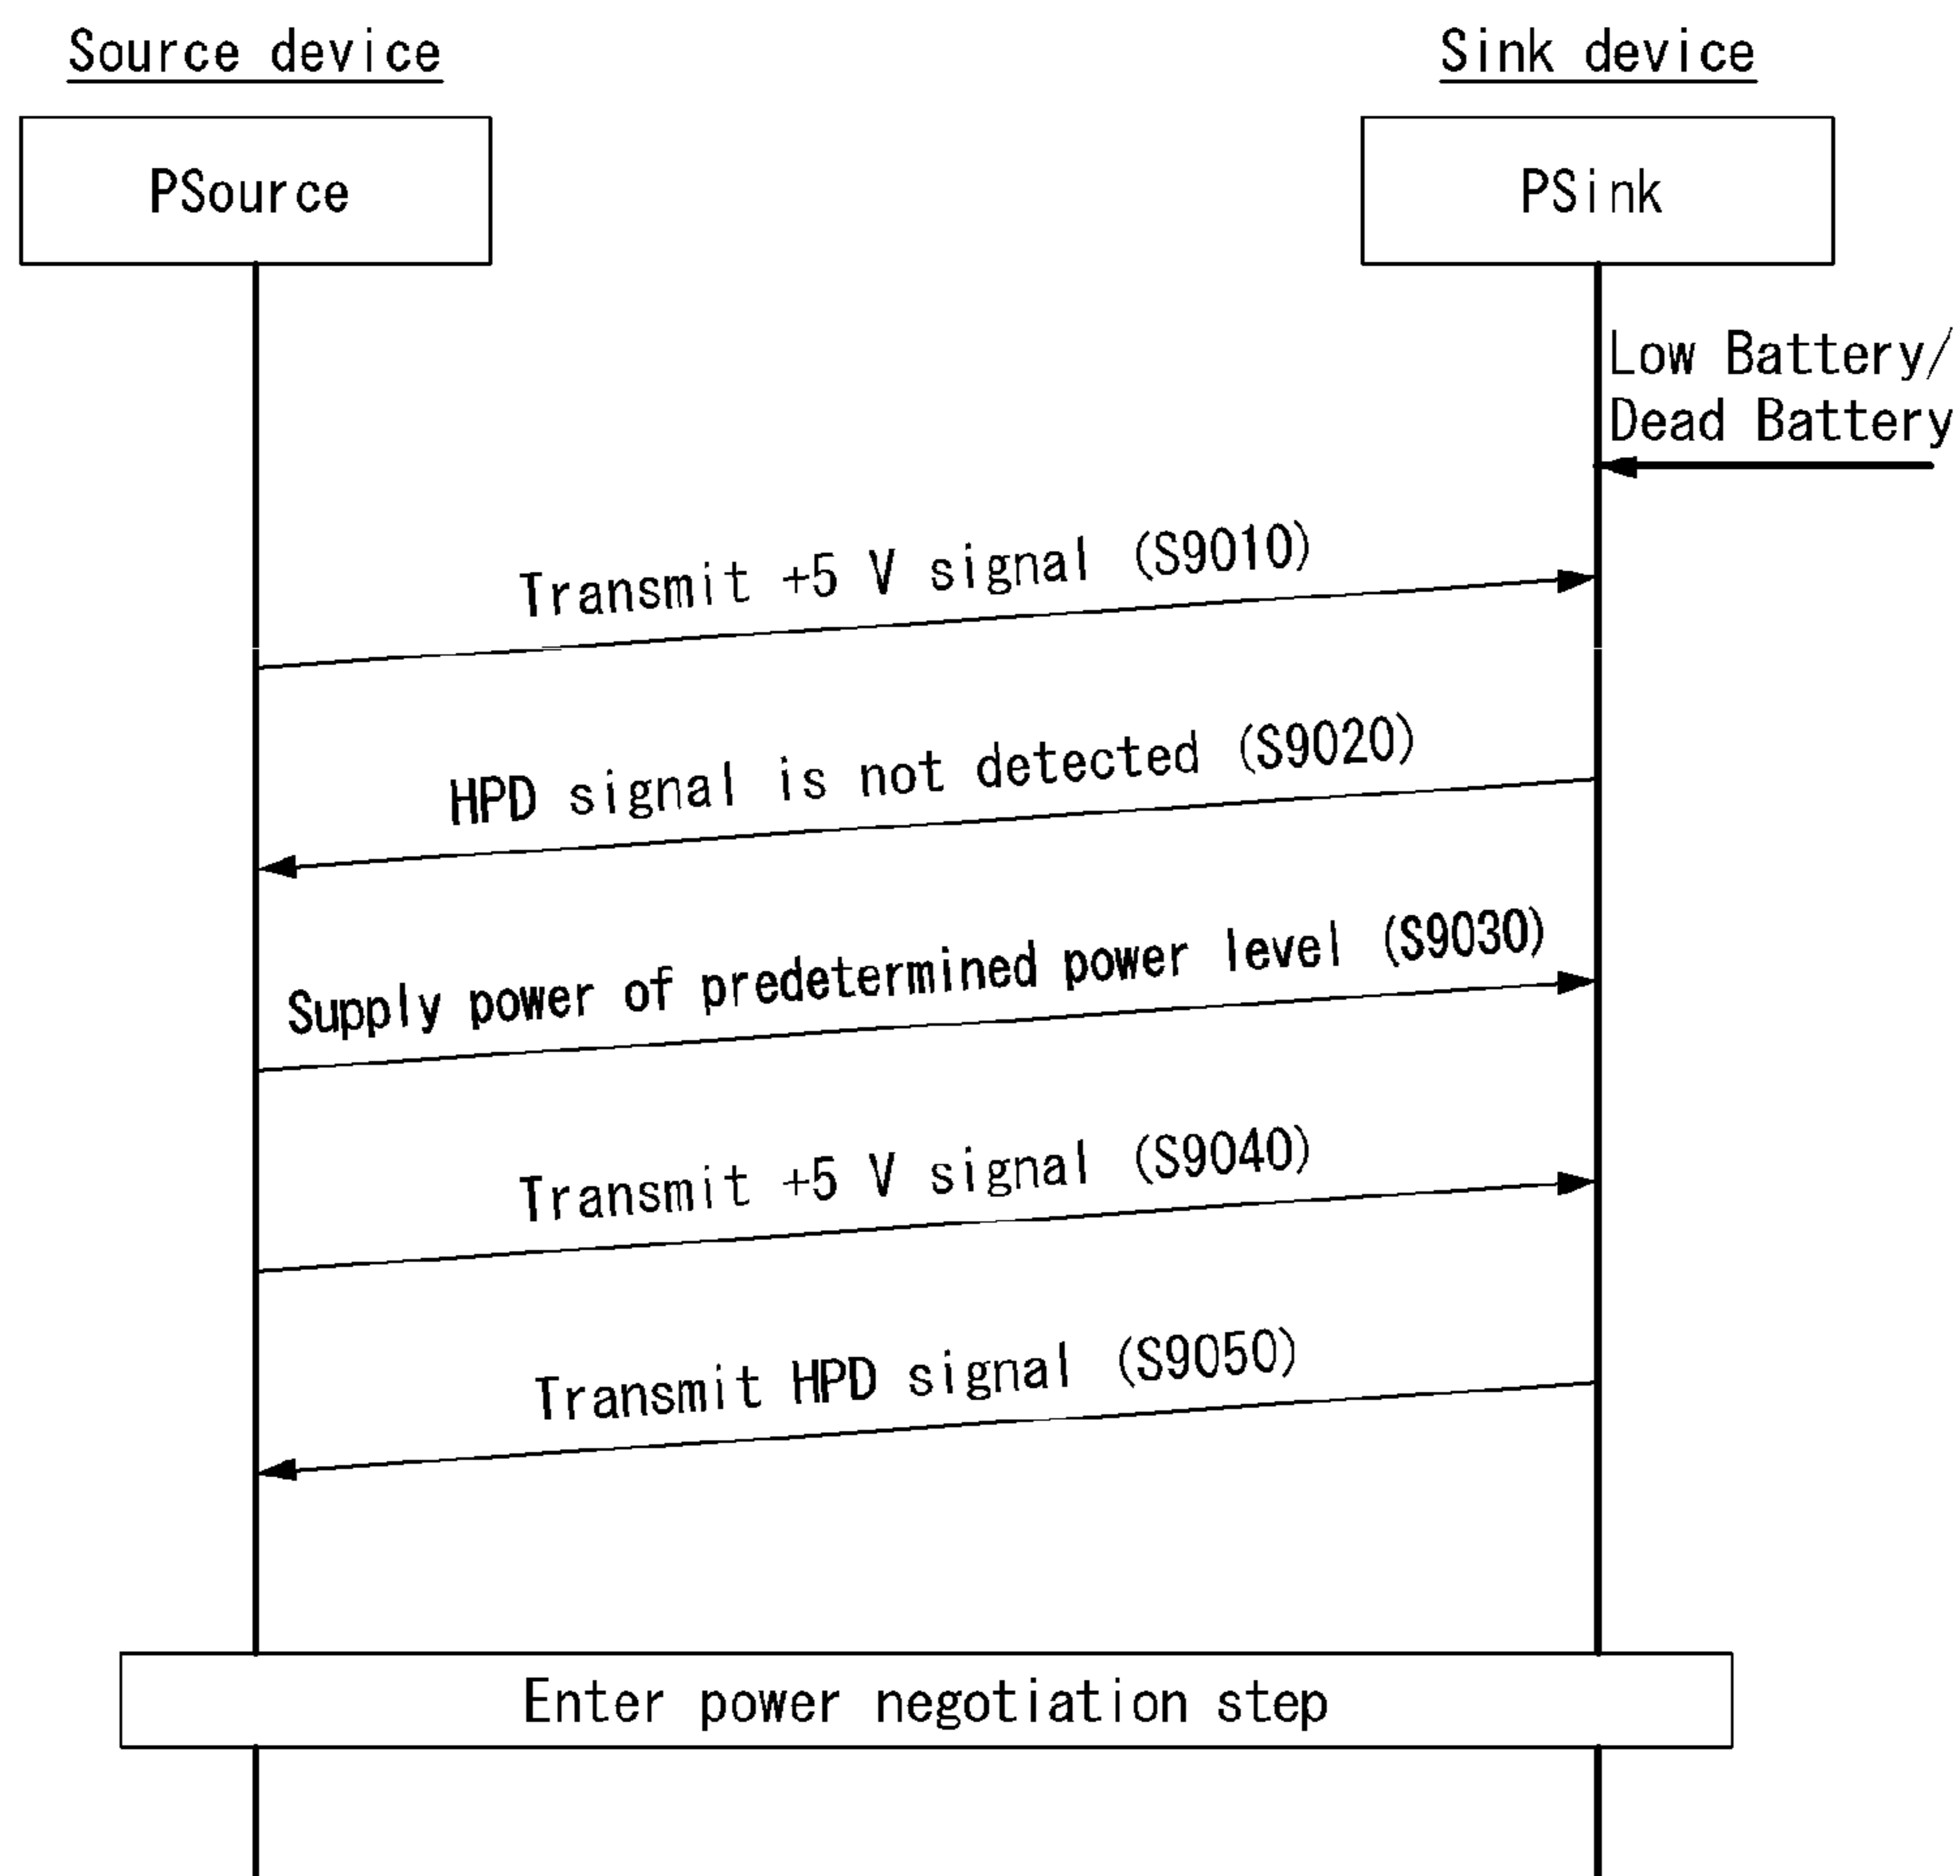 Source device
Sink device
PSource
PSink
Low Battery/
Dead Battery
Transmit +5 V signal (S9010)
HPD signal is not detected (S9020)
Supply power of predetermined power level (S9030)
Transmit +5 V signal (S9040)
Transmit HPD signal (S9050)
Enter power negotiation step